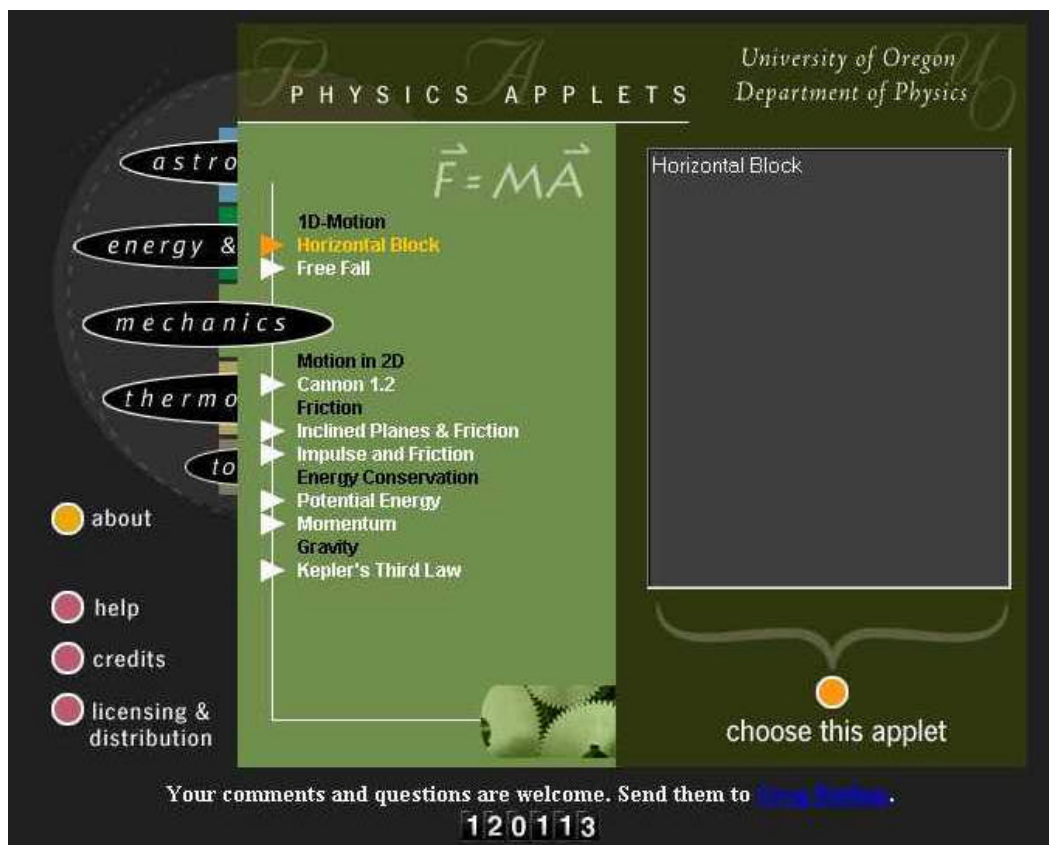 PHYSICS APPLETS
University of Oregon
Department of Physics
F = MA
astro
energy &
mechanics
thermo
to
1D-Motion
Horizontal Block
Free Fall
Motion in 2D
Cannon 1.2
Friction
Inclined Planes & Friction
Impulse and Friction
Energy Conservation
Potential Energy
Momentum
Gravity
Kepler's Third Law
Horizontal Block
about
help
credits
licensing &
distribution
choose this applet
Your comments and questions are welcome. Send them to .
120113